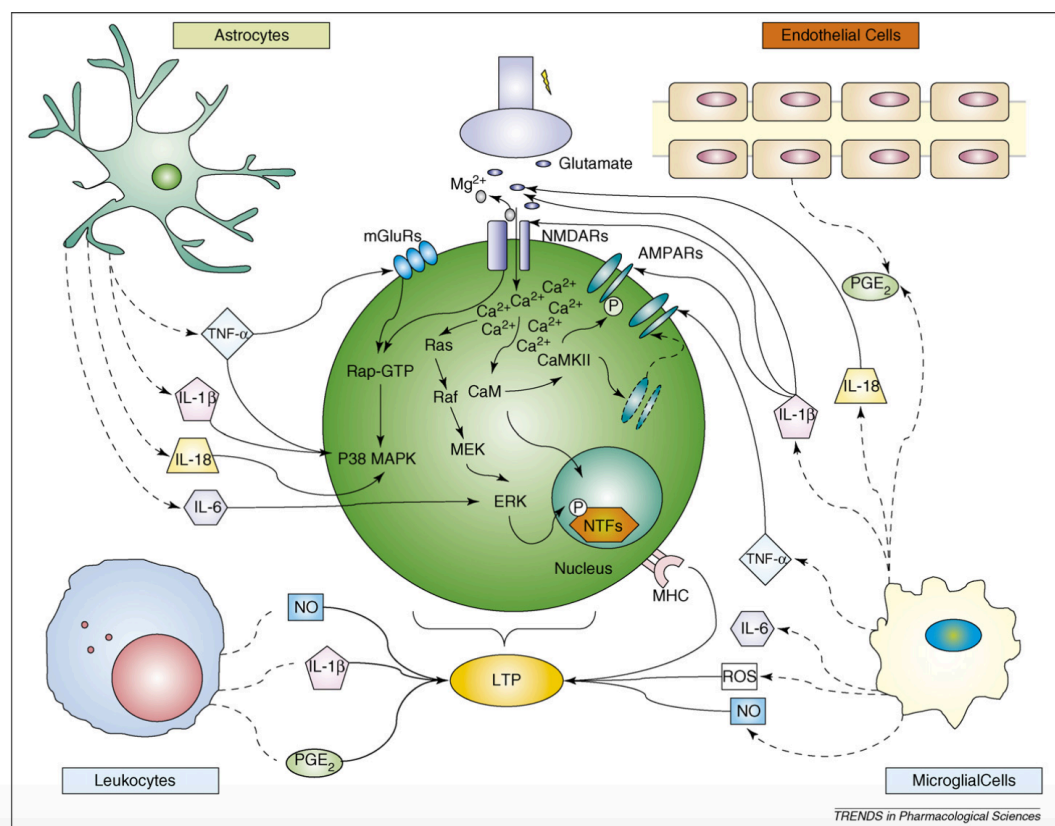 Astrocytes
Endothelial Cells
Glutamate
Mg2+
mGluRs
NMDARs
AMPARs
PGE2
P
Ca2+
Ca2+
Ca2+
Ca2+
Ca2+
Ca2+
Ca2+
Ca2+
TNF-α
Ras
CaMKII
Rap-GTP
Raf
CaM
IL-1β
IL-18
IL-1β
IL-18
P38 MAPK
MEK
IL-6
ERK
P
NTFs
Nucleus
TNF-α
MHC
NO
IL-6
IL-1β
LTP
ROS
NO
PGE2
Leukocytes
MicroglialCells
TRENDS in Pharmacological Sciences